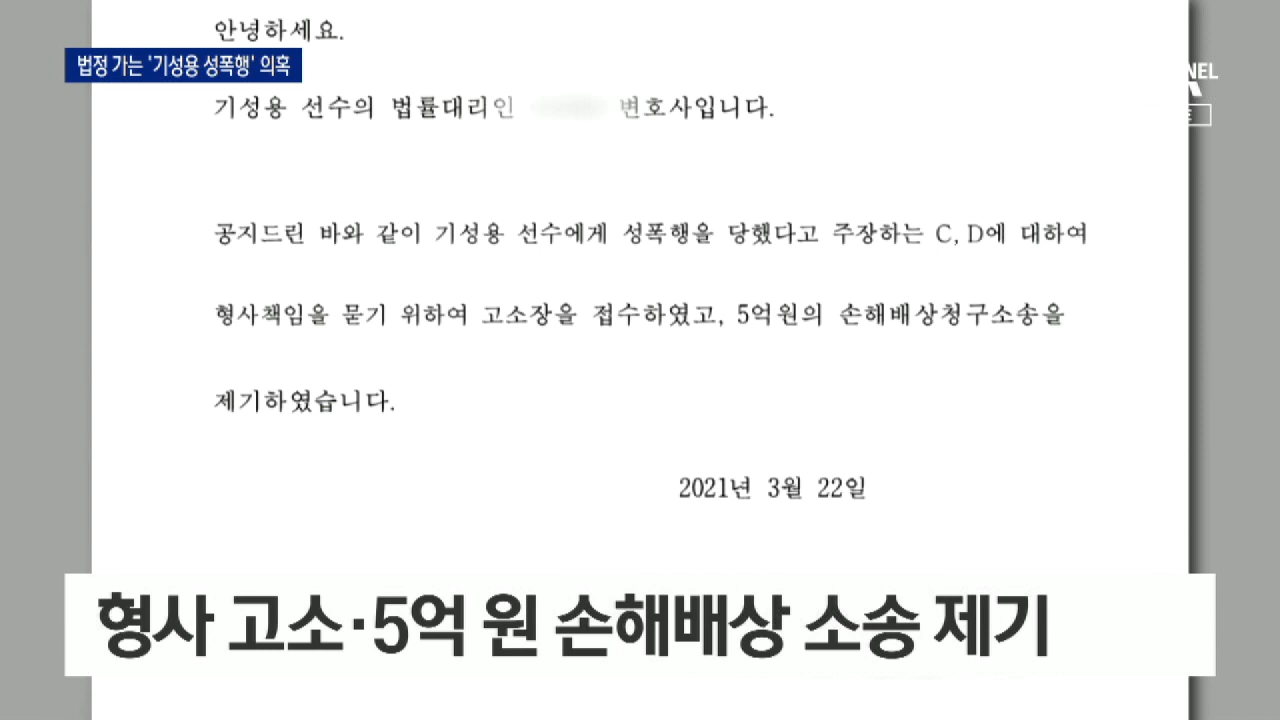 안녕하세요.
법정 가는 '기성용 성폭행' 의혹
기성용 선수의 법률대리인 변호사입니다.
공지드린 바와 같이 기성용 선수에게 성폭행을 당했다고 주장하는 C, D에 대하여
형사책임을 묻기 위하여 고소장을 접수하였고, 5억원의 손해배상청구소송을
제기하였습니다.
2021년 3월 22일
형사 고소·5억 원 손해배상 소송 제기